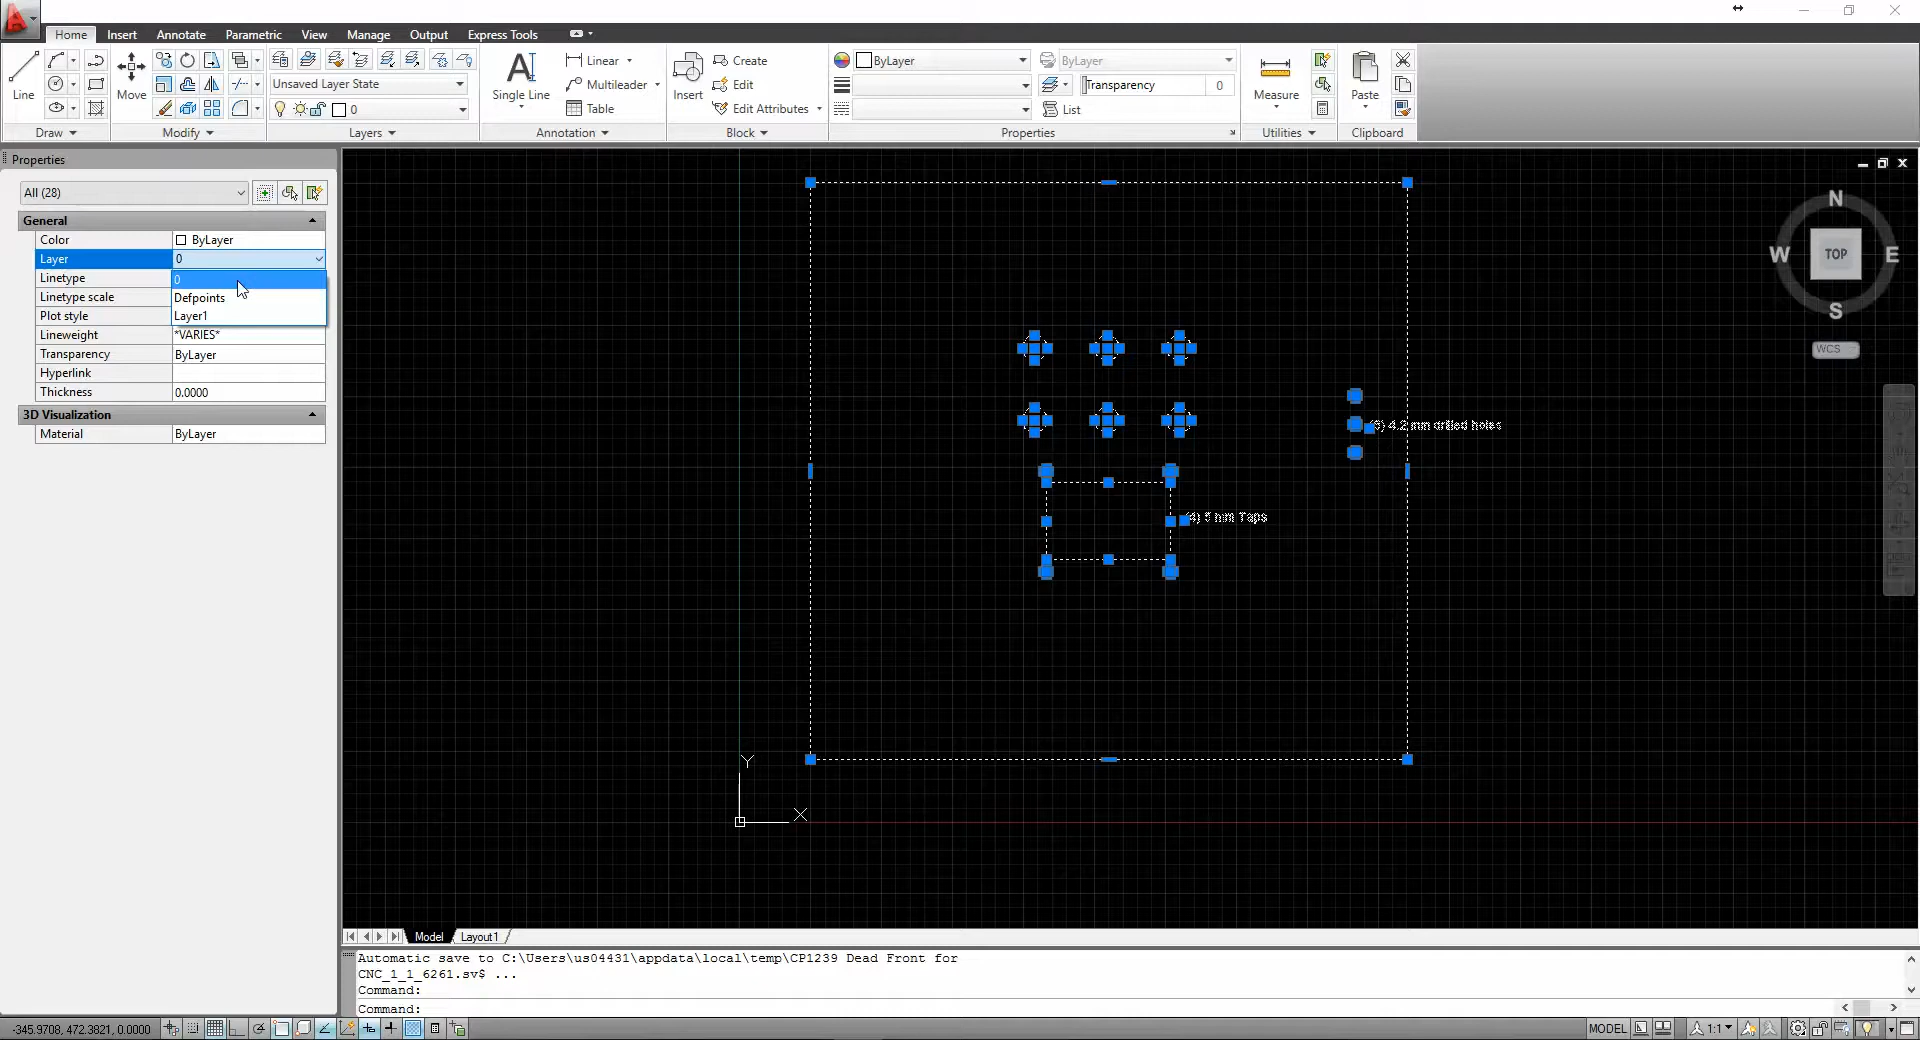 Home Insert Annotate Parametric View Manage Output Express Tools
Line
Move
Unsaved Layer State
0
Single Line
Linear
Multileader
Table
Insert
Create
Edit
Edit Attributes
ByLayer
ByLayer
Transparency 0
List
Measure
Paste
Draw Modify Layers Annotation Block Properties Utilities Clipboard
Properties
All (28)
General
Color ByLayer
Layer 0
Linetype 0
Linetype scale Defpoints
Plot style Layer1
Lineweight *VARIES*
Transparency ByLayer
Hyperlink
Thickness 0.0000
3D Visualization
Material ByLayer
N
W TOP E
S
WCS
4.2 mm drilled holes
(4) 5 mm Taps
Y
X
Model Layout1
Automatic save to C:\Users\us04431\appdata\local\temp\CP1239 Dead Front for
CNC_1_1_6261.sv$ ...
Command:
Command:
-345.9708, 472.3821, 0.0000 MODEL 1:1